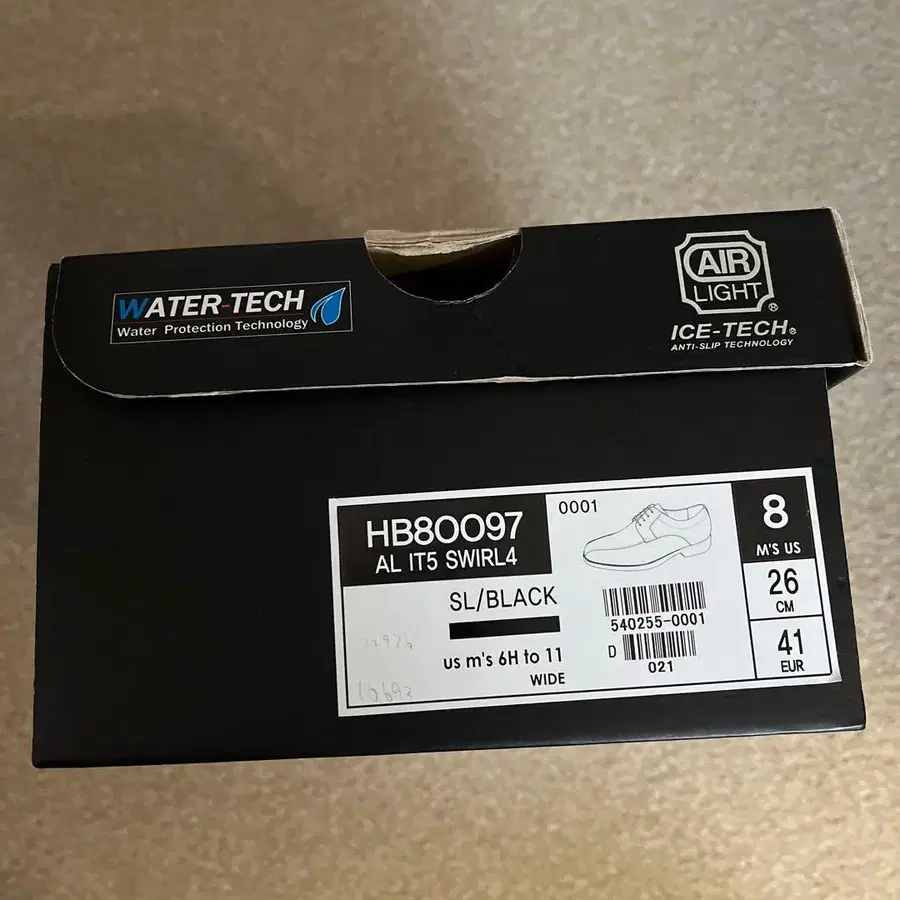 WATER-TECH
Water Protection Technology
AIR
LIGHT
®
ICE-TECH®
ANTI-SLIP TECHNOLOGY
HB80097
AL IT5 SWIRL4
0001
8
M'S US
SL/BLACK
26
CM
540255-0001
us m's 6H to 11
WIDE
D
021
41
EUR